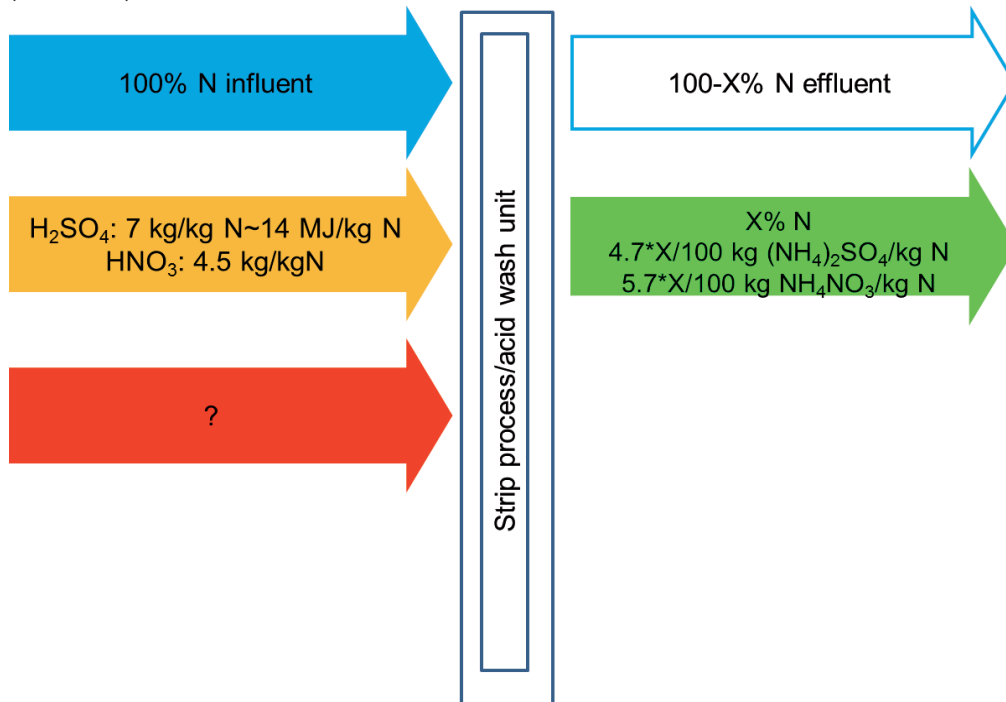 100% N influent
100-X% N effluent
H₂SO₄: 7 kg/kg N~14 MJ/kg N
HNO₃: 4.5 kg/kgN
X% N
4.7*X/100 kg (NH₄)₂SO₄/kg N
5.7*X/100 kg NH₄NO₃/kg N
?
Strip process/acid wash unit